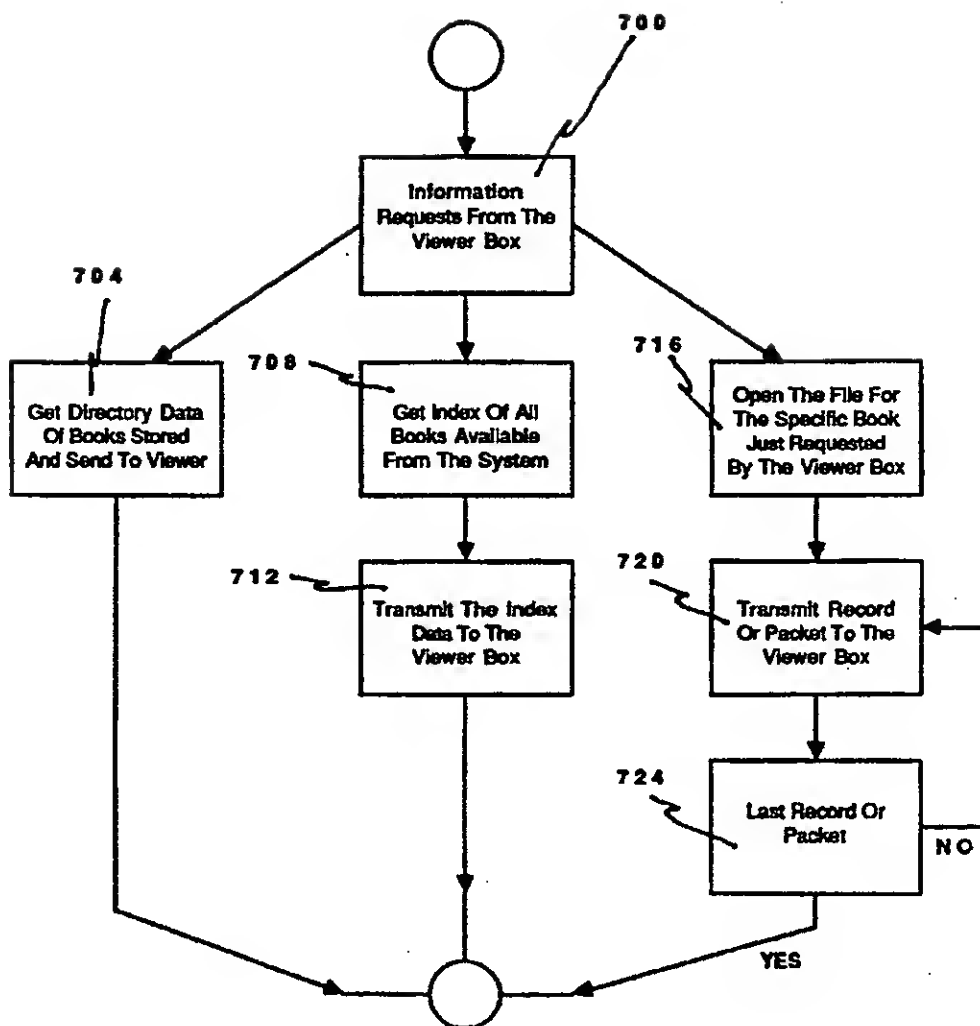 700
Information
Requests From The
Viewer Box
704
Get Directory Data
Of Books Stored
And Send To Viewer
708
Get Index Of All
Books Available
From The System
716
Open The File For
The Specific Book
Just Requested
By The Viewer Box
712
Transmit The Index
Data To The
Viewer Box
720
Transmit Record
Or Packet To The
Viewer Box
724
Last Record Or
Packet
NO
YES